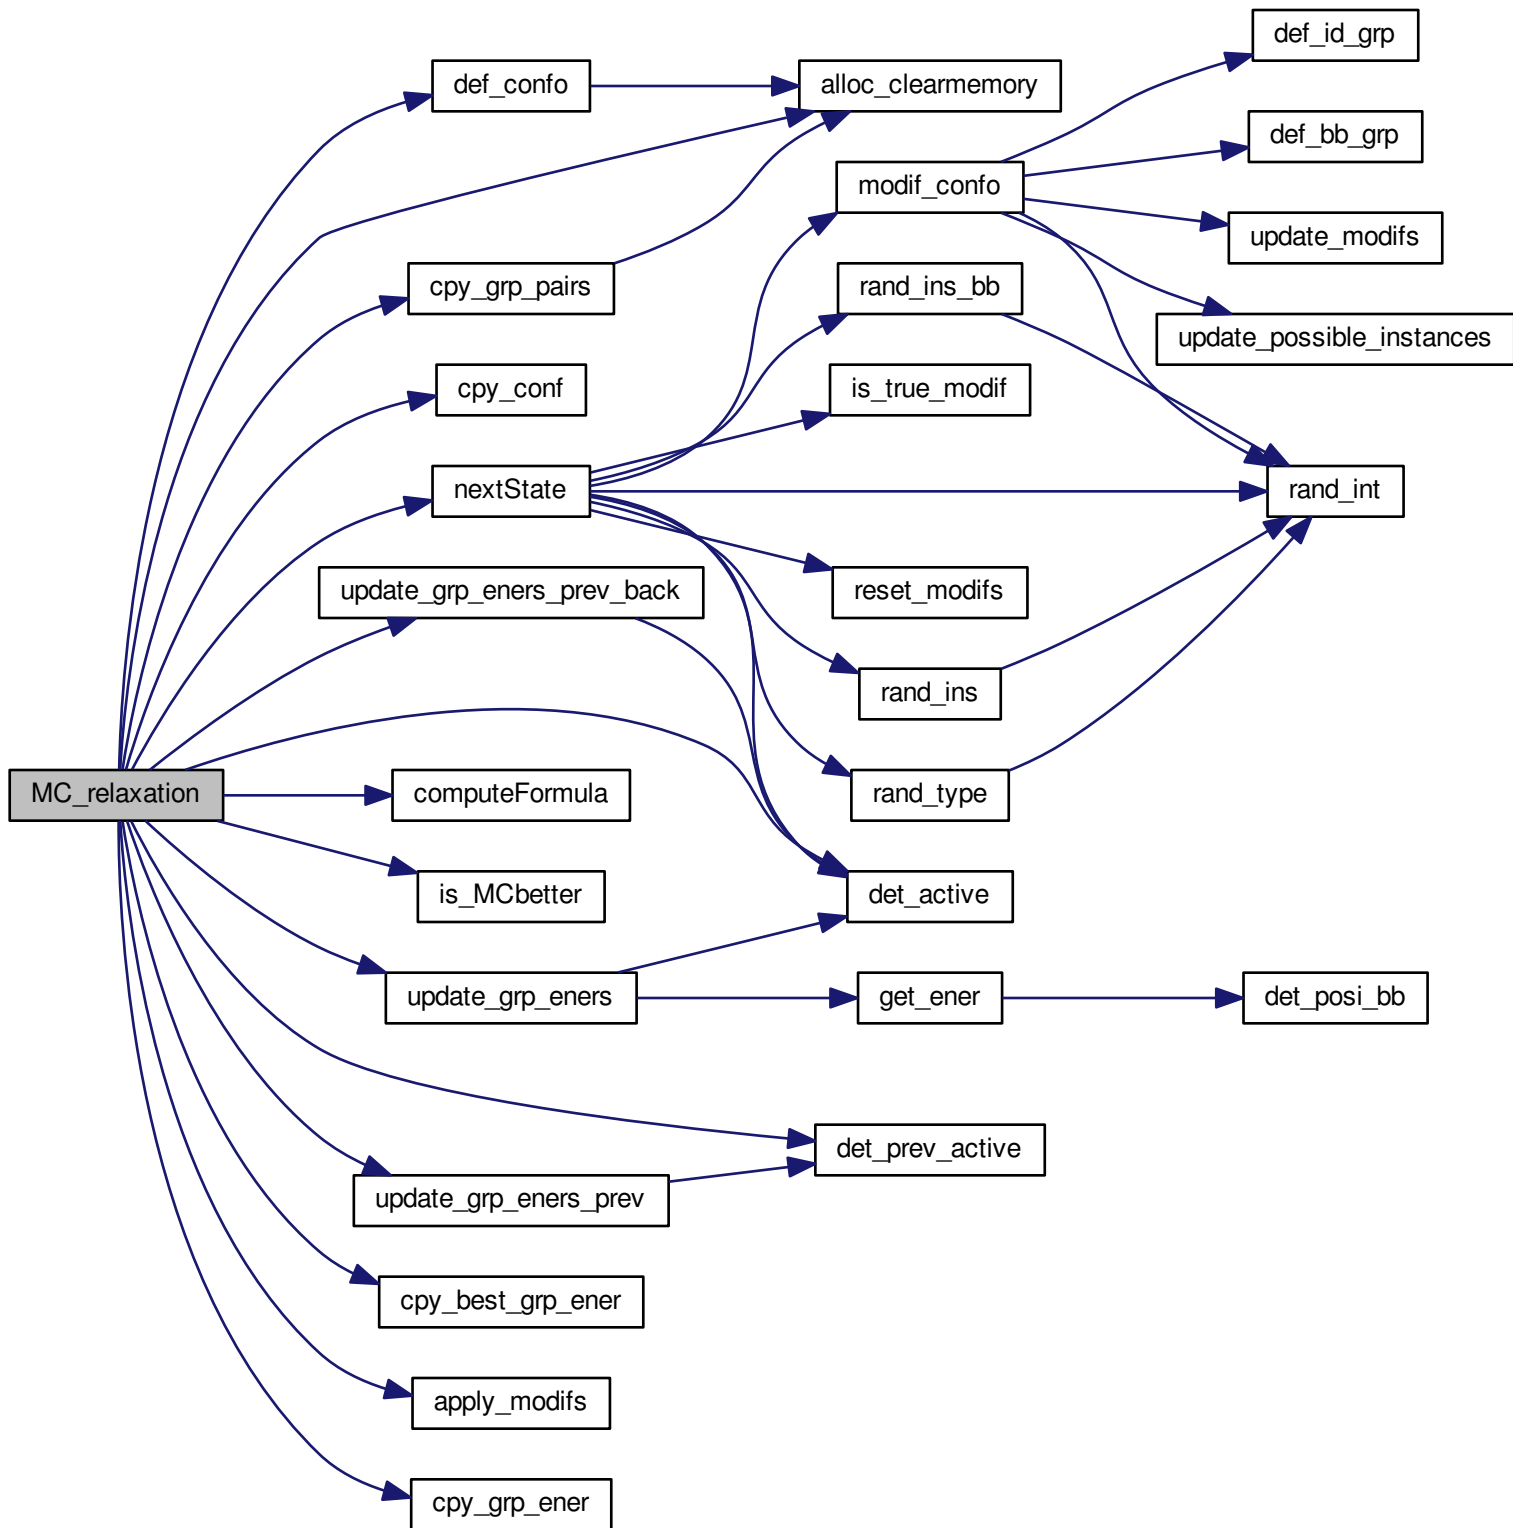 def_id_grp
def_confo
alloc_clearmemory
def_bb_grp
modif_confo
update_modifs
cpy_grp_pairs
rand_ins_bb
update_possible_instances
cpy_conf
is_true_modif
nextState
rand_int
update_grp_eners_prev_back
reset_modifs
rand_ins
MC_relaxation
computeFormula
rand_type
is_MCbetter
det_active
update_grp_eners
get_ener
det_posi_bb
det_prev_active
update_grp_eners_prev
cpy_best_grp_ener
apply_modifs
cpy_grp_ener